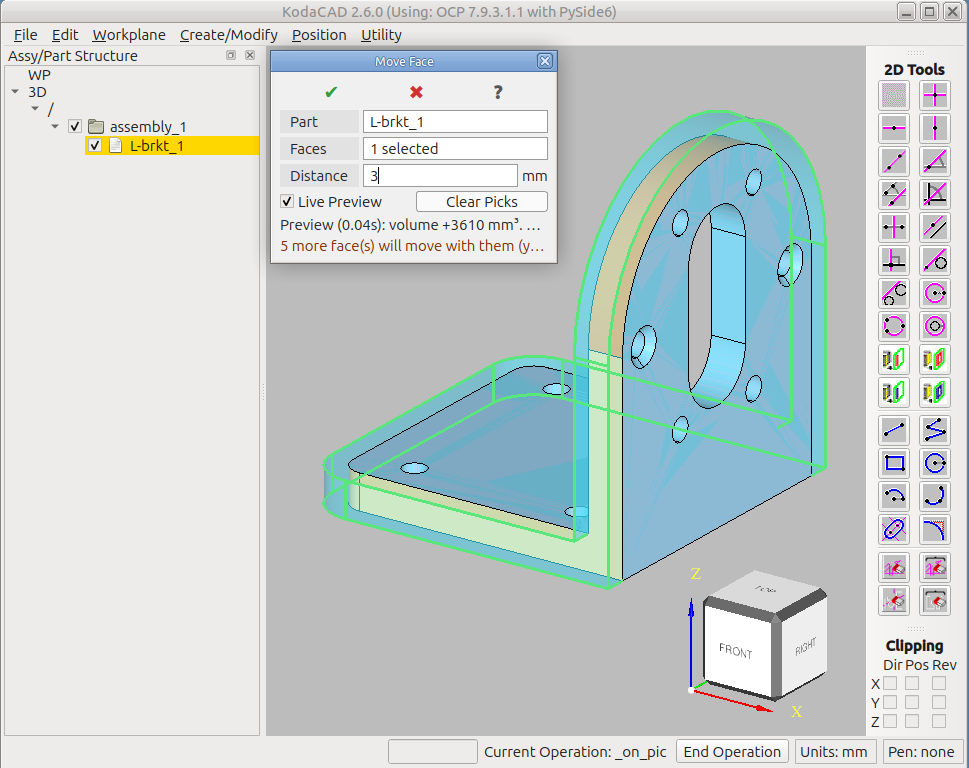 KodaCAD 2.6.0 (Using: OCP 7.9.3.1.1 with PySide6)
File Edit Workplane Create/Modify Position Utility
Assy/Part Structure
WP
3D
/
assembly_1
L-brkt_1
Move Face
?
Part L-brkt_1
Faces 1 selected
Distance 3 mm
Live Preview Clear Picks
Preview (0.04s): volume +3610 mm³. ...
5 more face(s) will move with them (y...
2D Tools
Z
TOP
FRONT
RIGHT
X
Clipping
Dir Pos Rev
X
Y
Z
Current Operation: _on_pic End Operation Units: mm Pen: none